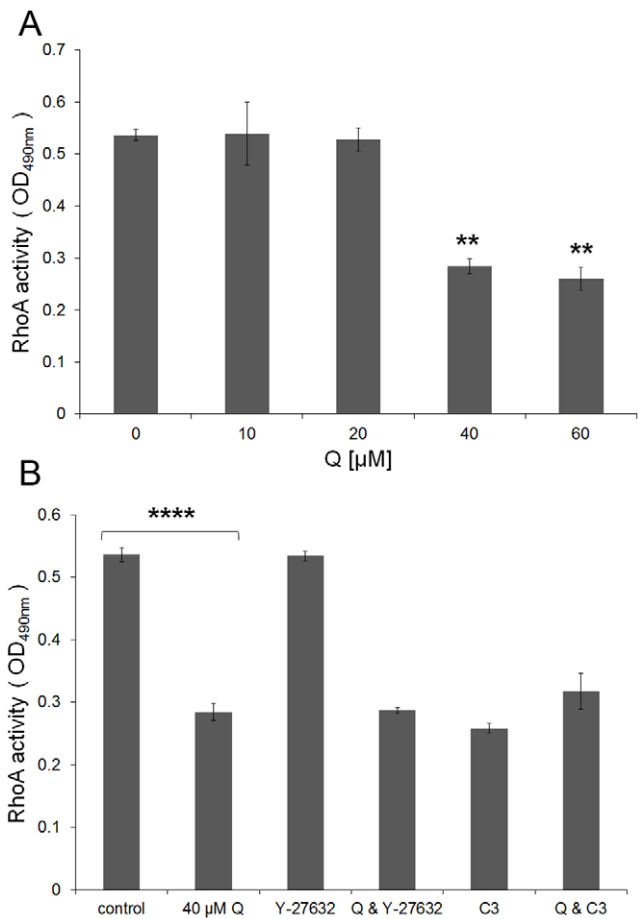 A
RhoA activity ( OD490nm)
0.7
0.6
0.5
0.4
0.3
0.2
0.1
0
** **
0 10 20 40 60
Q [µM]
B
RhoA activity ( OD490nm)
0.6
0.5
0.4
0.3
0.2
0.1
0
****
control 40 µM Q Y-27632 Q & Y-27632 C3 Q & C3